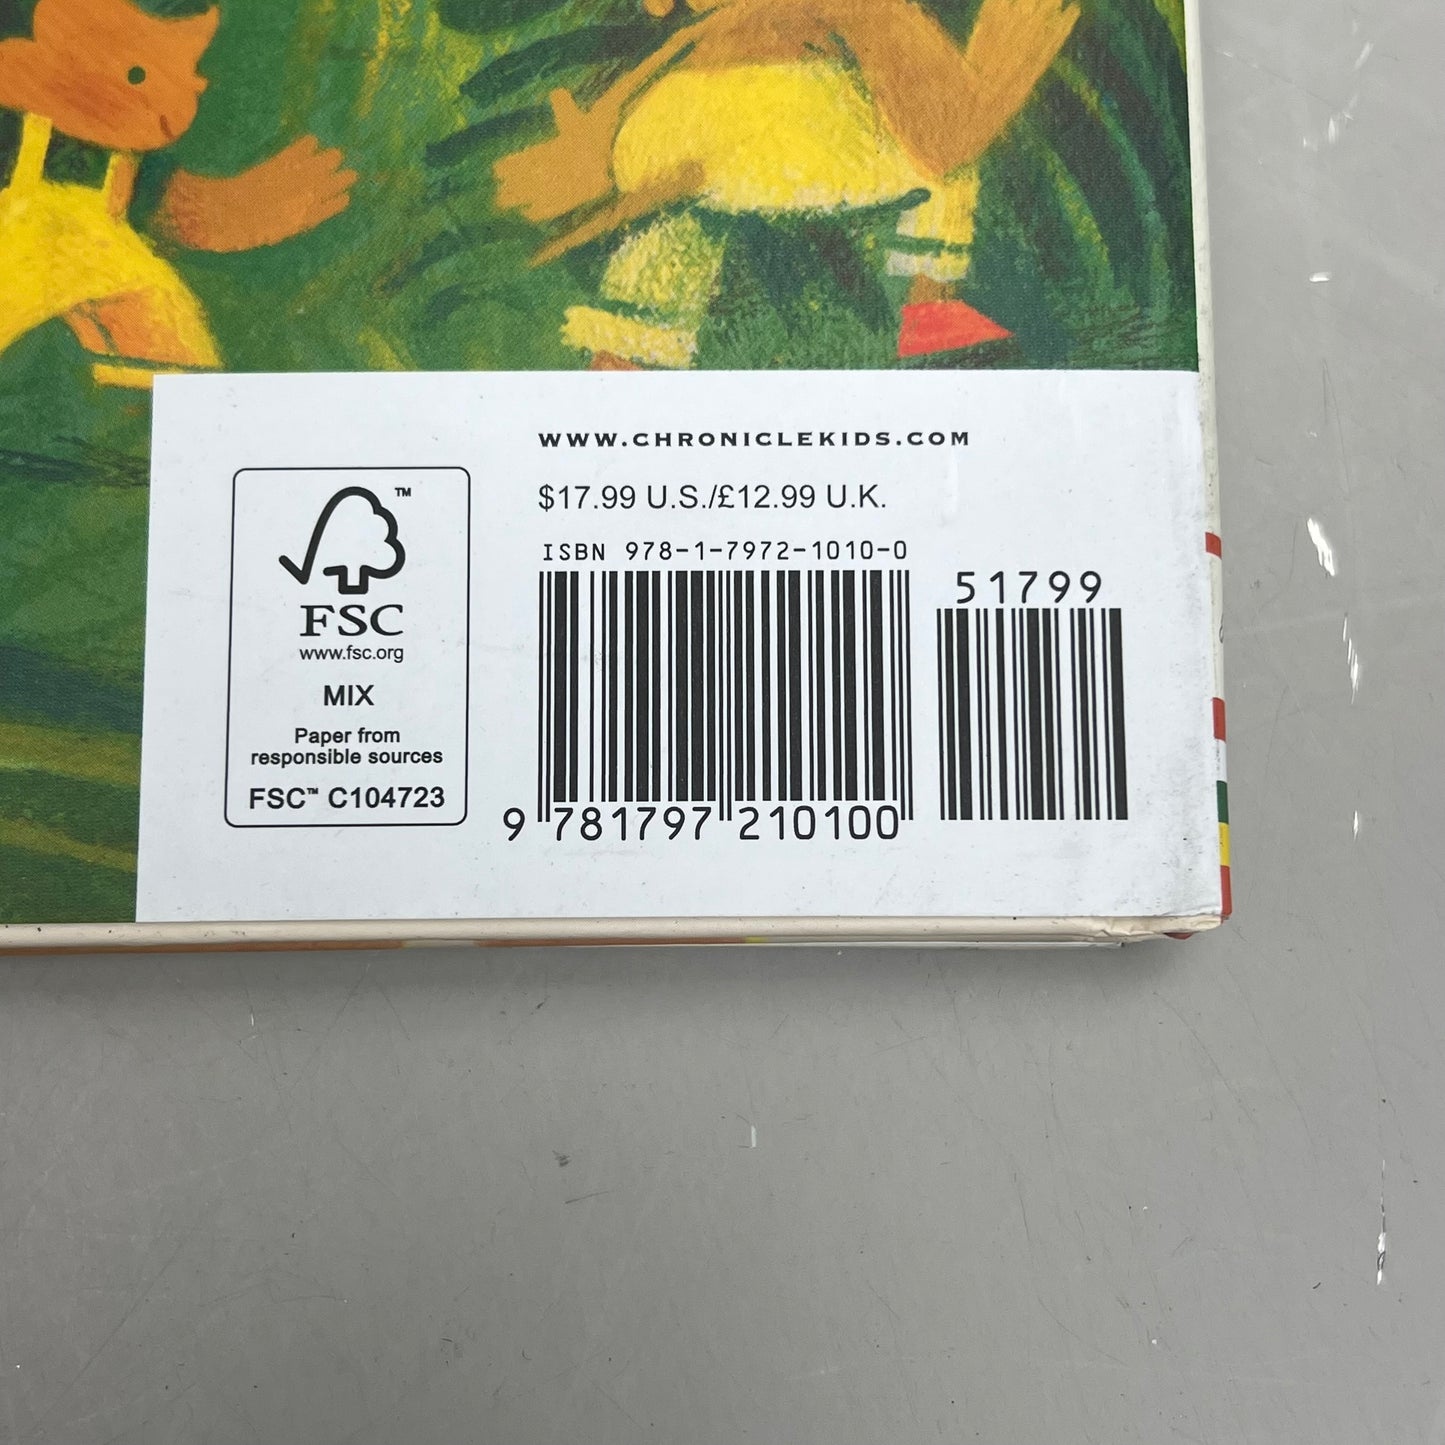 WWW.CHRONICLEKIDS.COM
$17.99 U.S./£12.99 U.K.
ISBN 978-1-7972-1010-0
51799
9 781797 210100
™
FSC
www.fsc.org
MIX
Paper from
responsible sources
FSC™ C104723